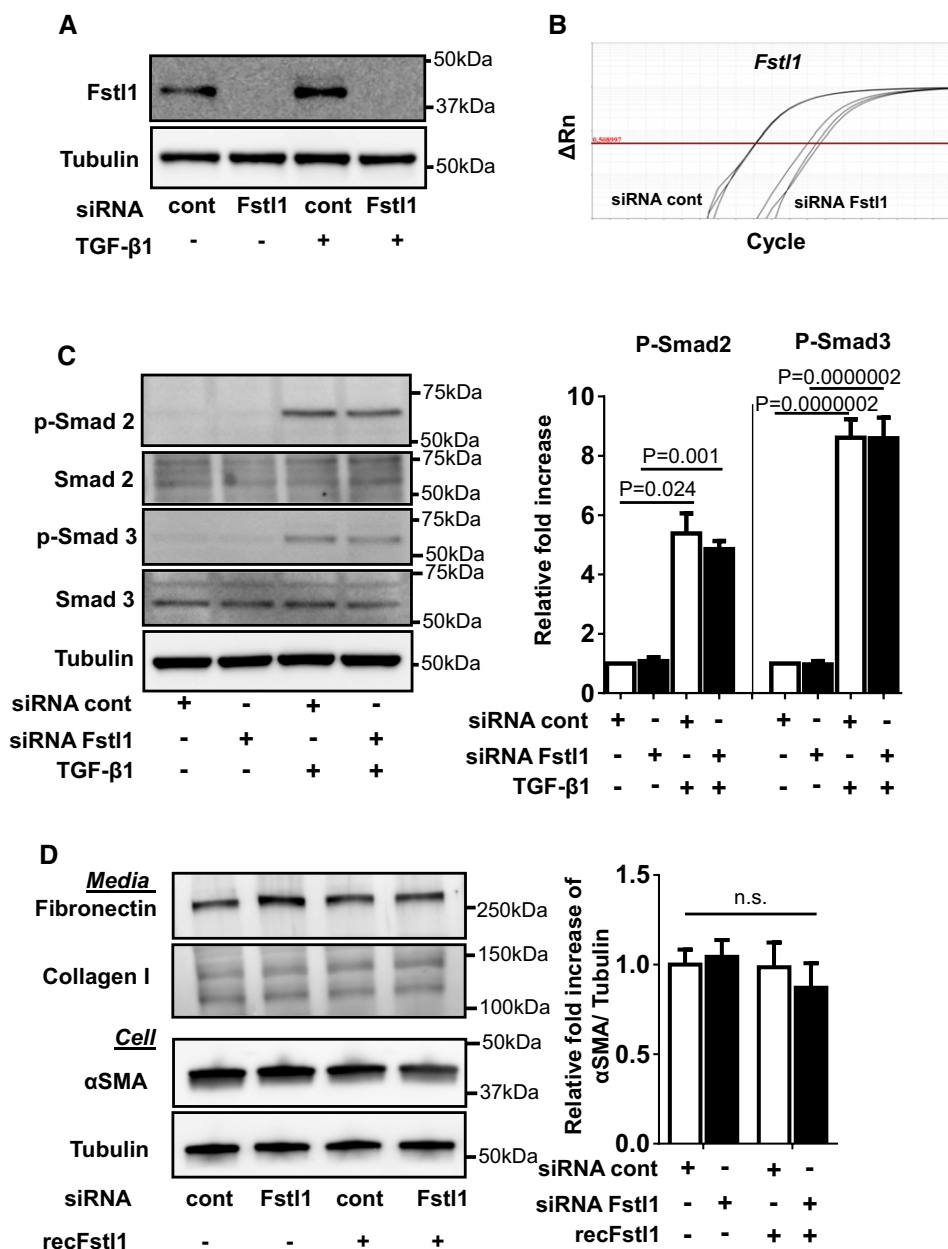 A
Fstl1
50kDa
37kDa
Tubulin
50kDa
siRNA cont Fstl1 cont Fstl1
TGF-β1 - - + +
B
Fstl1
ΔRn
0.508997
siRNA cont
siRNA Fstl1
Cycle
C
p-Smad 2
75kDa
50kDa
Smad 2
75kDa
50kDa
p-Smad 3
75kDa
50kDa
Smad 3
75kDa
50kDa
Tubulin
50kDa
siRNA cont + - + -
siRNA Fstl1 - + - +
TGF-β1 - - + +
P-Smad2
P-Smad3
P=0.0000002
P=0.0000002
P=0.001
P=0.024
Relative fold increase
10
8
6
4
2
0
siRNA cont + - + - + - + -
siRNA Fstl1 - + - + - + - +
TGF-β1 - - + + - - + +
D
Media
Fibronectin
250kDa
Collagen I
150kDa
100kDa
Cell
αSMA
50kDa
37kDa
Tubulin
50kDa
siRNA cont Fstl1 cont Fstl1
recFstl1 - - + +
Relative fold increase of
αSMA/ Tubulin
1.5
1.0
0.5
0.0
n.s.
siRNA cont + - + -
siRNA Fstl1 - + - +
recFstl1 - - + +